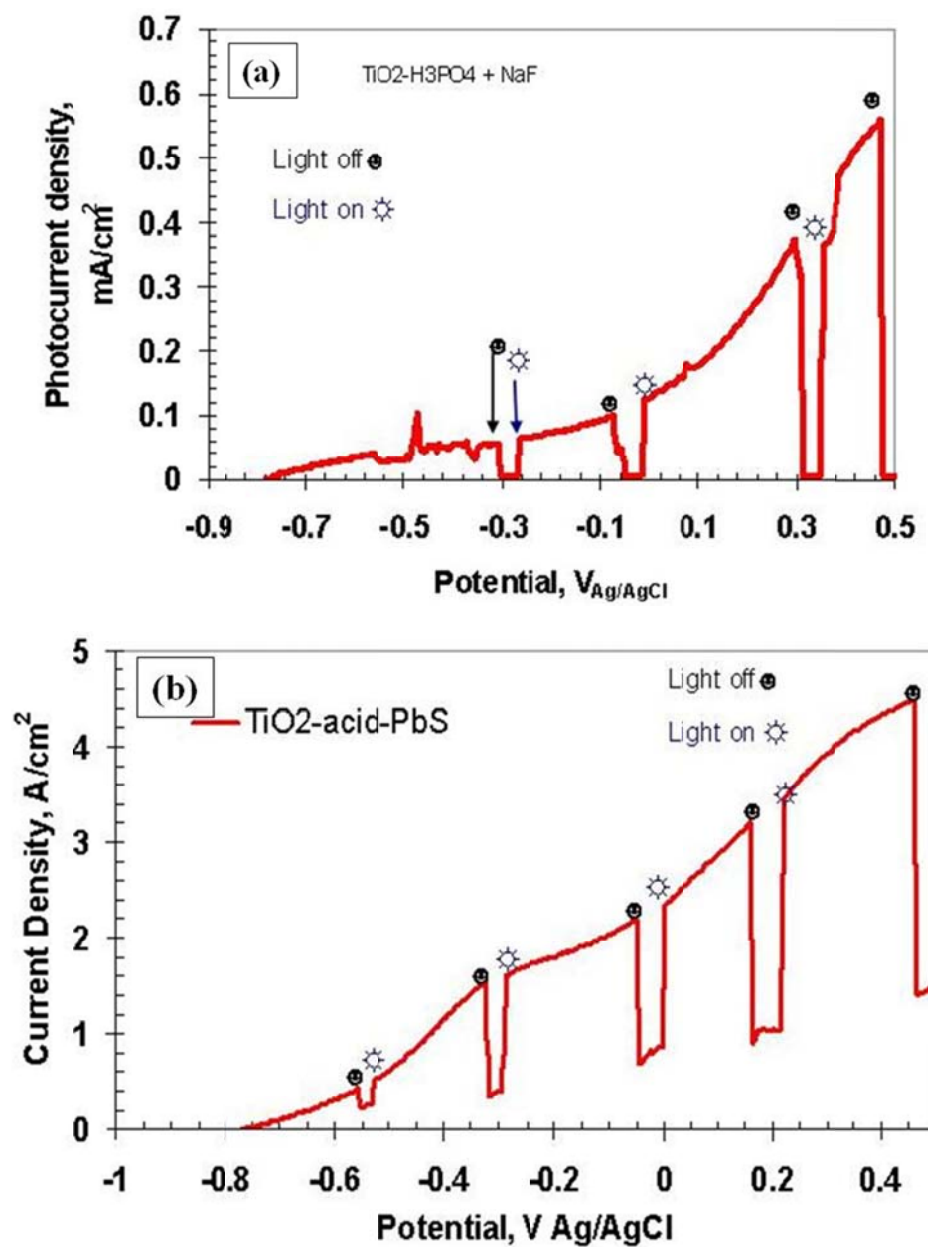 0.7
(a)
TiO2-H3PO4 + NaF
0.6
Light off
0.5
Light on
0.4
0.3
0.2
0.1
0
Photocurrent density,
mA/cm2
-0.9 -0.7 -0.5 -0.3 -0.1 0.1 0.3 0.5
Potential, VAg/AgCl
5
(b)
Light off
TiO2-acid-PbS
Light on
4
3
2
1
0
Current Density, A/cm2
-1 -0.8 -0.6 -0.4 -0.2 0 0.2 0.4
Potential, V Ag/AgCl